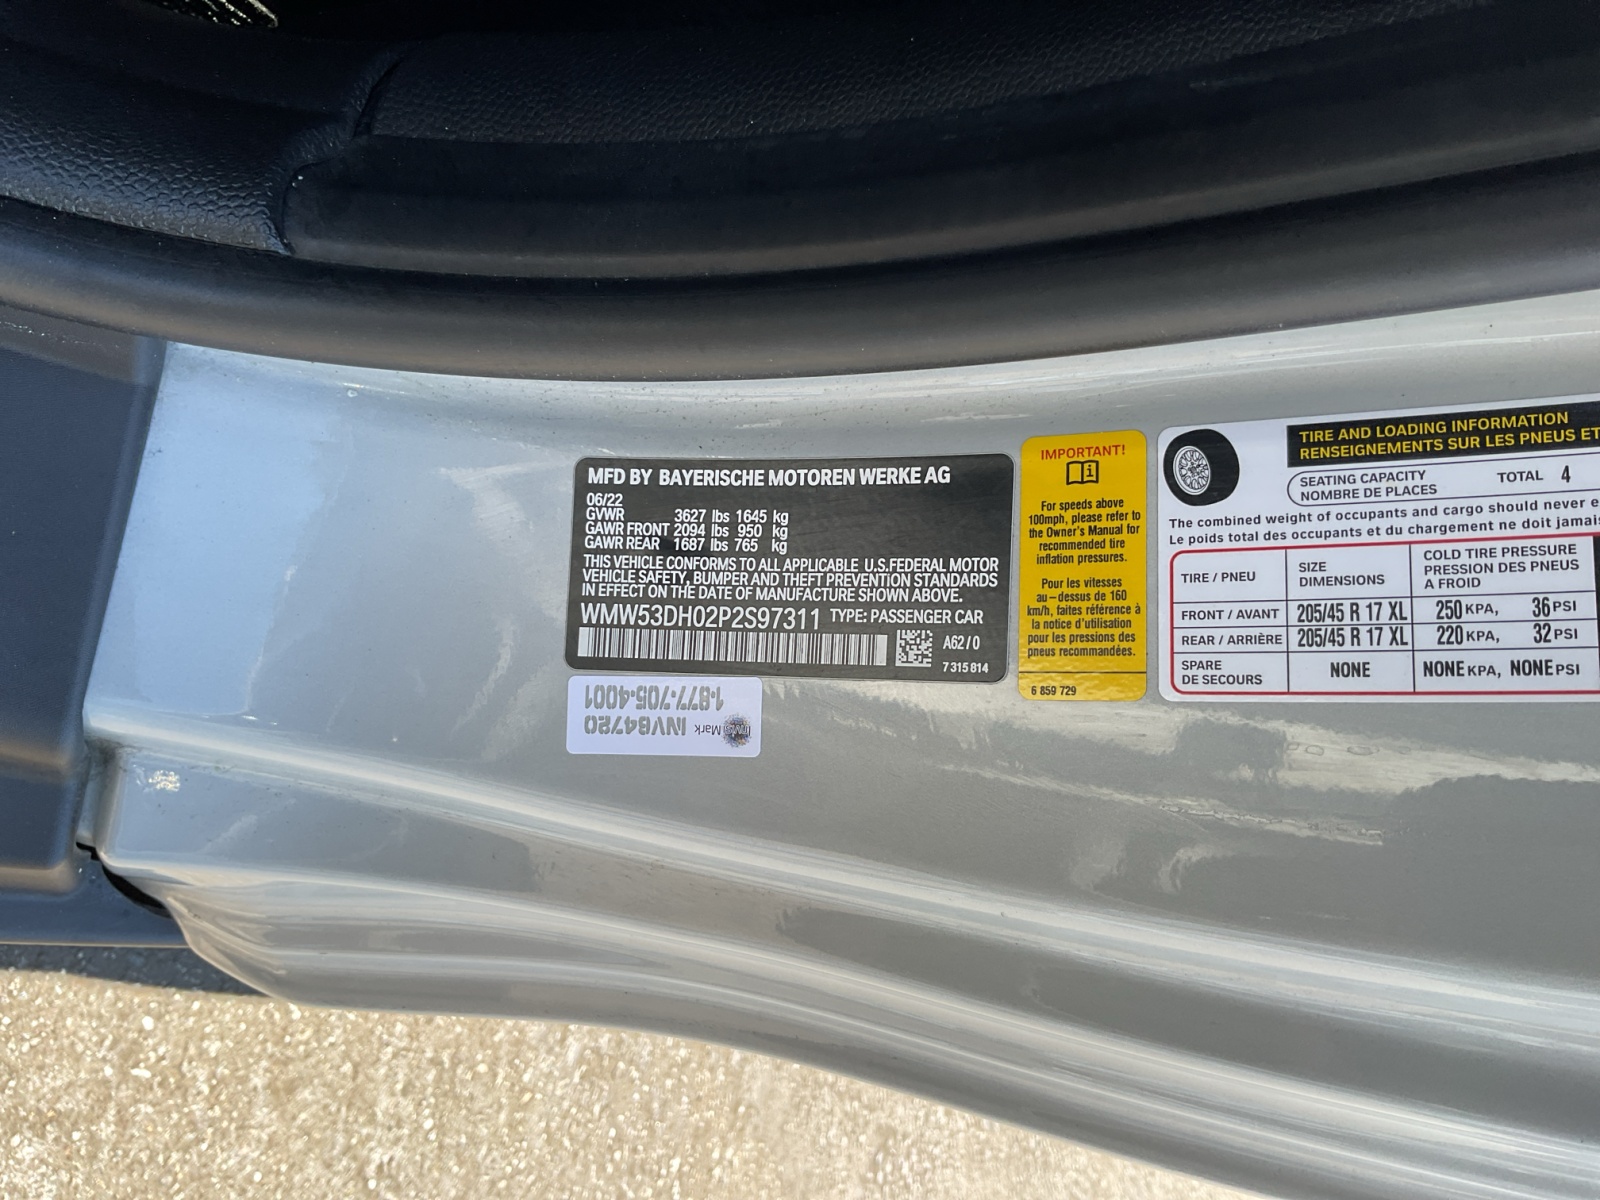 MFD BY BAYERISCHE MOTOREN WERKE AG
06/22
GVWR 3627 lbs 1645 kg
GAWR FRONT 2094 lbs 950 kg
GAWR REAR 1687 lbs 765 kg
THIS VEHICLE CONFORMS TO ALL APPLICABLE U.S.FEDERAL MOTOR
VEHICLE SAFETY, BUMPER AND THEFT PREVENTION STANDARDS
IN EFFECT ON THE DATE OF MANUFACTURE SHOWN ABOVE.
WMW53DH02P2S97311 TYPE: PASSENGER CAR
A62/0
7 315 814
InVisiMark INV84720
1-877-705-4001
IMPORTANT!
For speeds above
100mph, please refer to
the Owner's Manual for
recommended tire
inflation pressures.
Pour les vitesses
au-dessus de 160
km/h, faites référence à
la notice d'utilisation
pour les pressions des
pneus recommandées.
6 859 729
TIRE AND LOADING INFORMATION
RENSEIGNEMENTS SUR LES PNEUS ET
SEATING CAPACITY
NOMBRE DE PLACES
TOTAL 4
The combined weight of occupants and cargo should never e
Le poids total des occupants et du chargement ne doit jamais
TIRE / PNEU
SIZE
DIMENSIONS
COLD TIRE PRESSURE
PRESSION DES PNEUS
A FROID
FRONT / AVANT 205/45 R 17 XL 250 KPA, 36 PSI
REAR / ARRIÈRE 205/45 R 17 XL 220 KPA, 32 PSI
SPARE
DE SECOURS
NONE
NONE KPA, NONE PSI